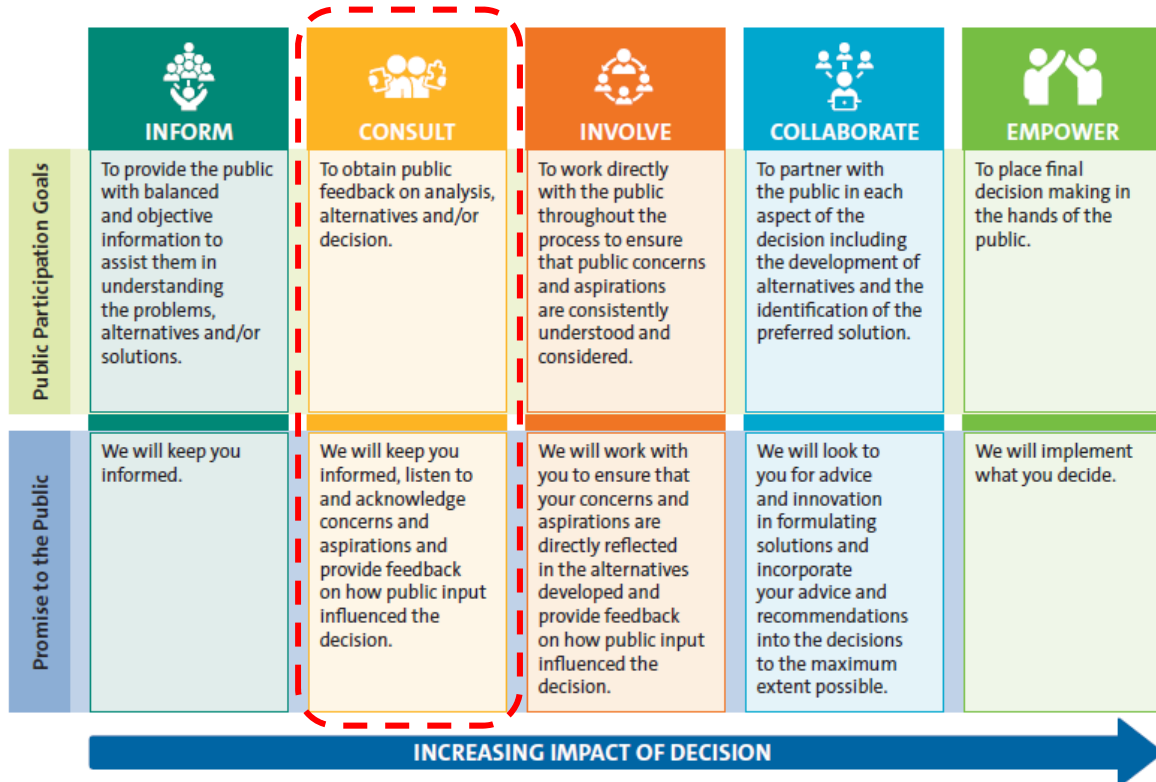 INFORM
CONSULT
INVOLVE
COLLABORATE
EMPOWER
Public Participation Goals
To provide the public
with balanced
and objective
information to
assist them in
understanding
the problems,
alternatives and/or
solutions.
To obtain public
feedback on analysis,
alternatives and/or
decision.
To work directly
with the public
throughout the
process to ensure
that public concerns
and aspirations
are consistently
understood and
considered.
To partner with
the public in each
aspect of the
decision including
the development of
alternatives and the
identification of the
preferred solution.
To place final
decision making in
the hands of the
public.
Promise to the Public
We will keep you
informed.
We will keep you
informed, listen to
and acknowledge
concerns and
aspirations and
provide feedback
on how public input
influenced the
decision.
We will work with
you to ensure that
your concerns and
aspirations are
directly reflected
in the alternatives
developed and
provide feedback
on how public input
influenced the
decision.
We will look to
you for advice
and innovation
in formulating
solutions and
incorporate
your advice and
recommendations
into the decisions
to the maximum
extent possible.
We will implement
what you decide.
INCREASING IMPACT OF DECISION